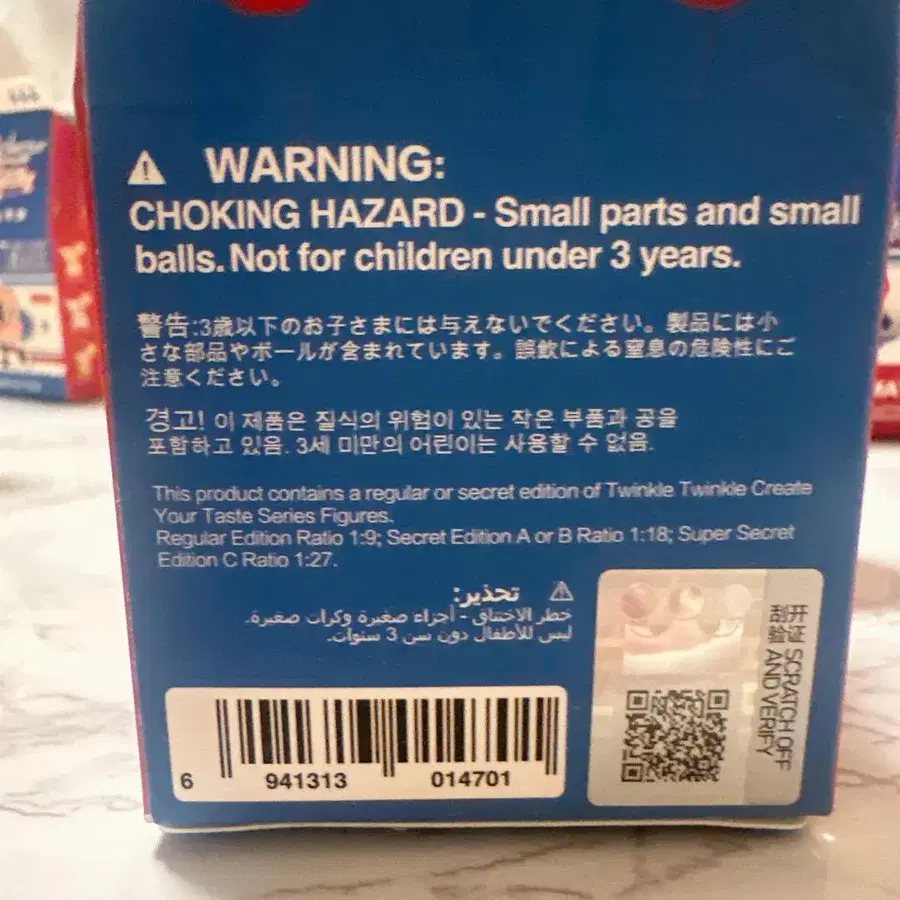 WARNING:
CHOKING HAZARD - Small parts and small
balls. Not for children under 3 years.
警告:3歳以下のお子さまには与えないでください。製品には小
さな部品やボールが含まれています。誤飲による窒息の危険性にご
注意ください。
경고! 이 제품은 질식의 위험이 있는 작은 부품과 공을
포함하고 있음. 3세 미만의 어린이는 사용할 수 없음.
This product contains a regular or secret edition of Twinkle Twinkle Create
Your Taste Series Figures.
Regular Edition Ratio 1:9; Secret Edition A or B Ratio 1:18; Super Secret
Edition C Ratio 1:27.
تحذير:
خطر الاختناق - أجزاء صغيرة وكرات صغيرة.
ليس للأطفال دون سن 3 سنوات.
刮开
验证
SCRATCH OFF
AND VERIFY
6 941313 014701